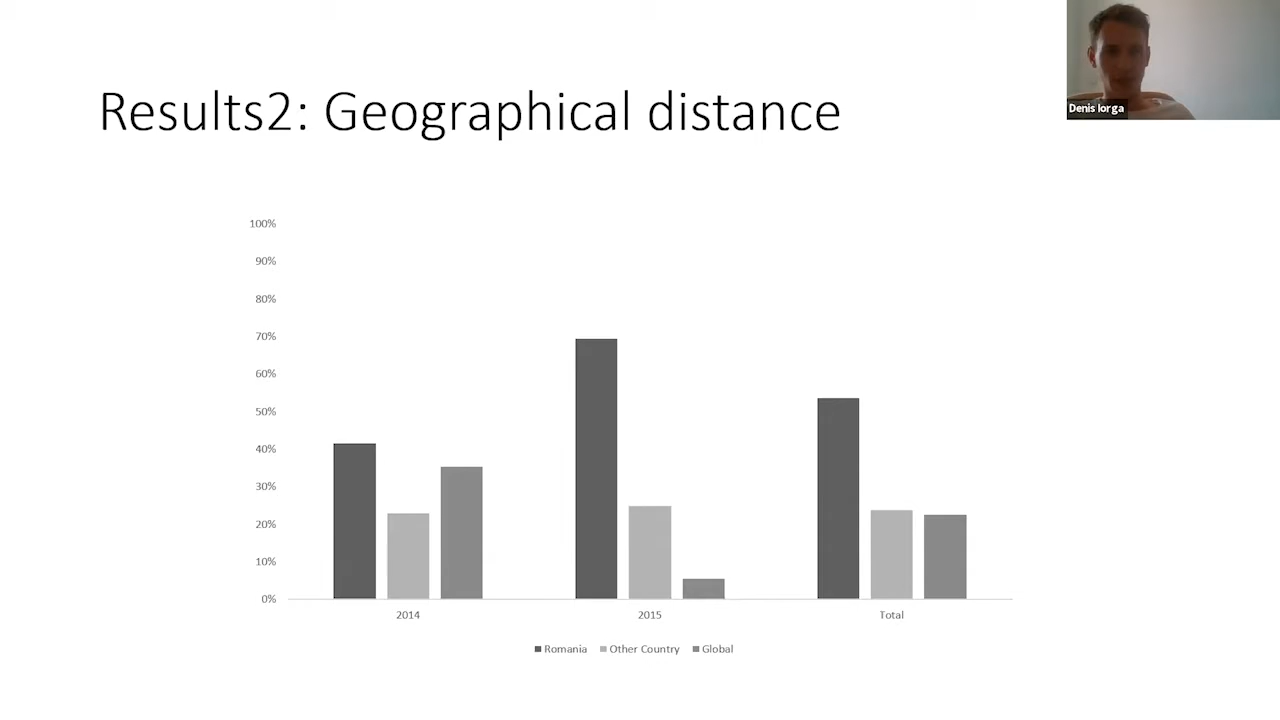 Results2: Geographical distance
Denis Iorga
100%
90%
80%
70%
60%
50%
40%
30%
20%
10%
0%
2014 2015 Total
Romania Other Country Global